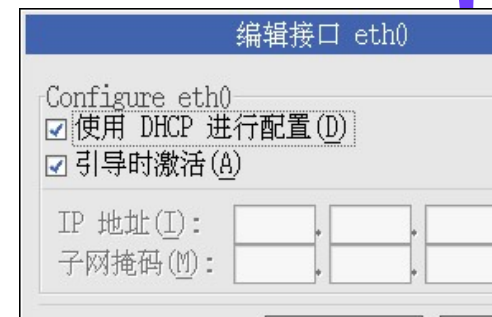 编辑接口 eth0
Configure eth0
使用 DHCP 进行配置(D)
引导时激活(A)
IP 地址(I):
子网掩码(M):